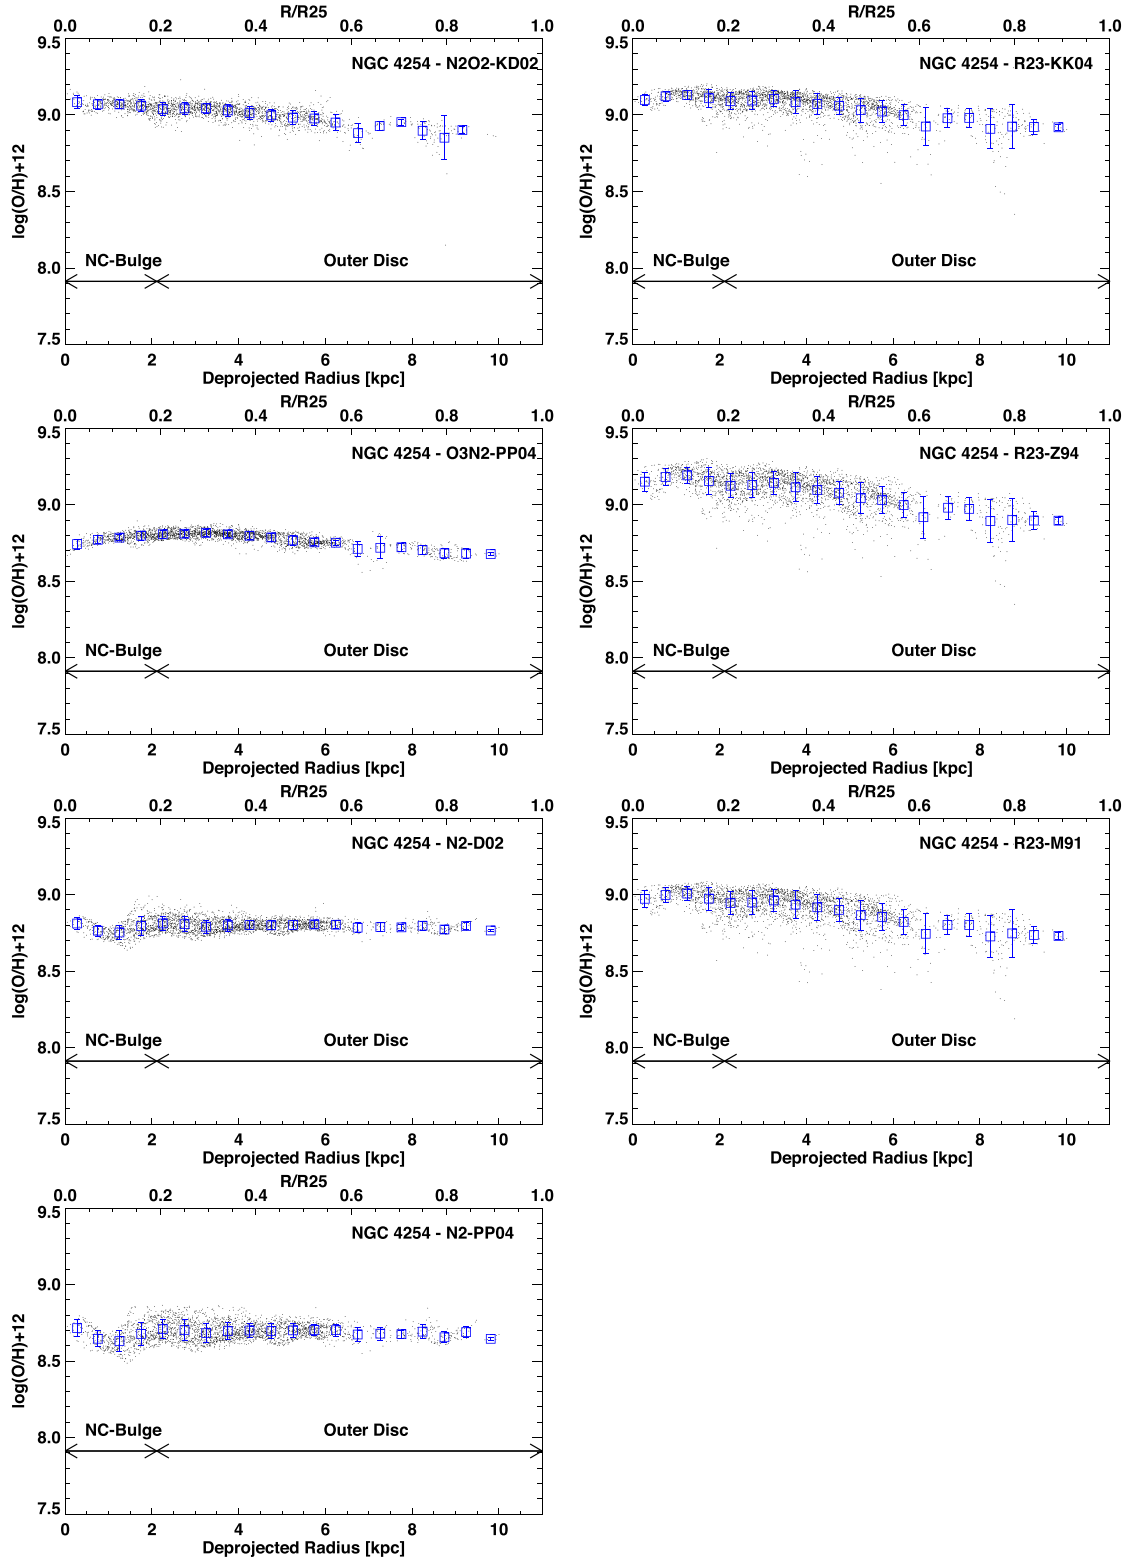 R/R25
0.0 0.2 0.4 0.6 0.8 1.0
9.5
NGC 4254 - N2O2-KD02
9.0
8.5
log(O/H)+12
NC-Bulge Outer Disc
8.0
7.5
0 2 4 6 8 10
Deprojected Radius [kpc]
R/R25
0.0 0.2 0.4 0.6 0.8 1.0
9.5
NGC 4254 - R23-KK04
9.0
8.5
log(O/H)+12
NC-Bulge Outer Disc
8.0
7.5
0 2 4 6 8 10
Deprojected Radius [kpc]
R/R25
0.0 0.2 0.4 0.6 0.8 1.0
9.5
NGC 4254 - O3N2-PP04
9.0
8.5
log(O/H)+12
NC-Bulge Outer Disc
8.0
7.5
0 2 4 6 8 10
Deprojected Radius [kpc]
R/R25
0.0 0.2 0.4 0.6 0.8 1.0
9.5
NGC 4254 - R23-Z94
9.0
8.5
log(O/H)+12
NC-Bulge Outer Disc
8.0
7.5
0 2 4 6 8 10
Deprojected Radius [kpc]
R/R25
0.0 0.2 0.4 0.6 0.8 1.0
9.5
NGC 4254 - N2-D02
9.0
8.5
log(O/H)+12
NC-Bulge Outer Disc
8.0
7.5
0 2 4 6 8 10
Deprojected Radius [kpc]
R/R25
0.0 0.2 0.4 0.6 0.8 1.0
9.5
NGC 4254 - R23-M91
9.0
8.5
log(O/H)+12
NC-Bulge Outer Disc
8.0
7.5
0 2 4 6 8 10
Deprojected Radius [kpc]
R/R25
0.0 0.2 0.4 0.6 0.8 1.0
9.5
NGC 4254 - N2-PP04
9.0
8.5
log(O/H)+12
NC-Bulge Outer Disc
8.0
7.5
0 2 4 6 8 10
Deprojected Radius [kpc]